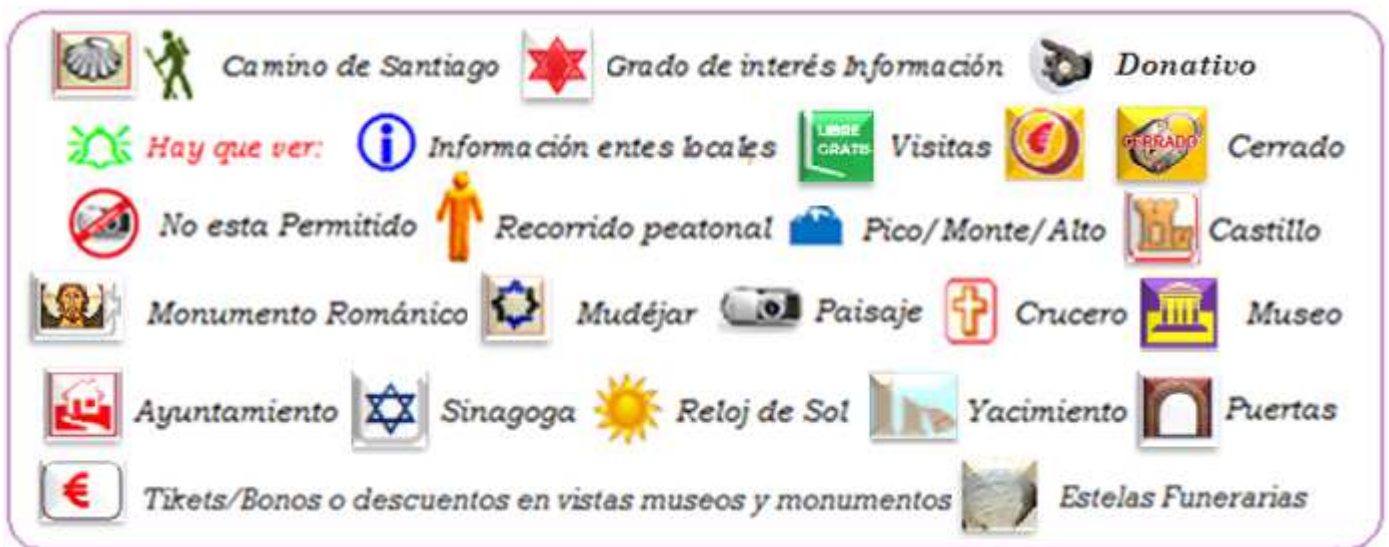 Camino de Santiago Grado de interés Información Donativo
Hay que ver: i Información entes locales LIBRE GRATIS Visitas € CERRADO Cerrado
No esta Permitido Recorrido peatonal Pico/Monte/Alto Castillo
Monumento Románico Mudéjar Paisaje Crucero Museo
Ayuntamiento Sinagoga Reloj de Sol Yacimiento Puertas
€ Tikets/Bonos o descuentos en vistas museos y monumentos Estelas Funerarias